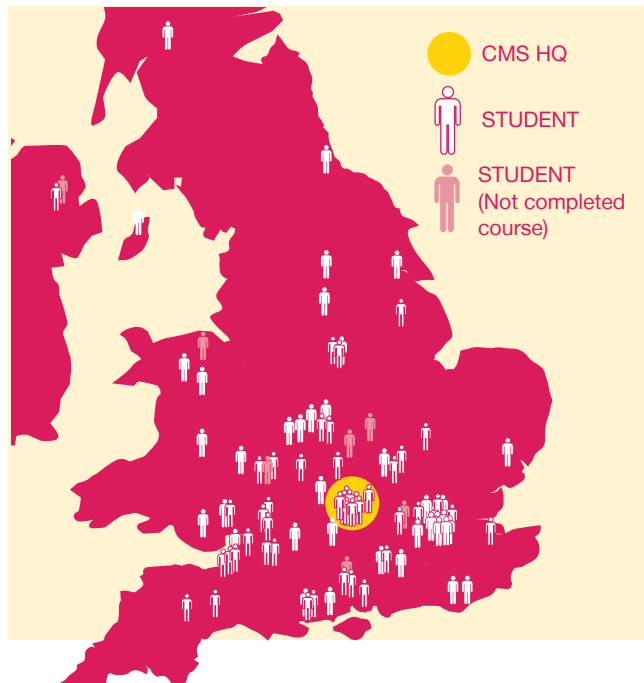 CMS HQ
STUDENT
STUDENT
(Not completed
course)